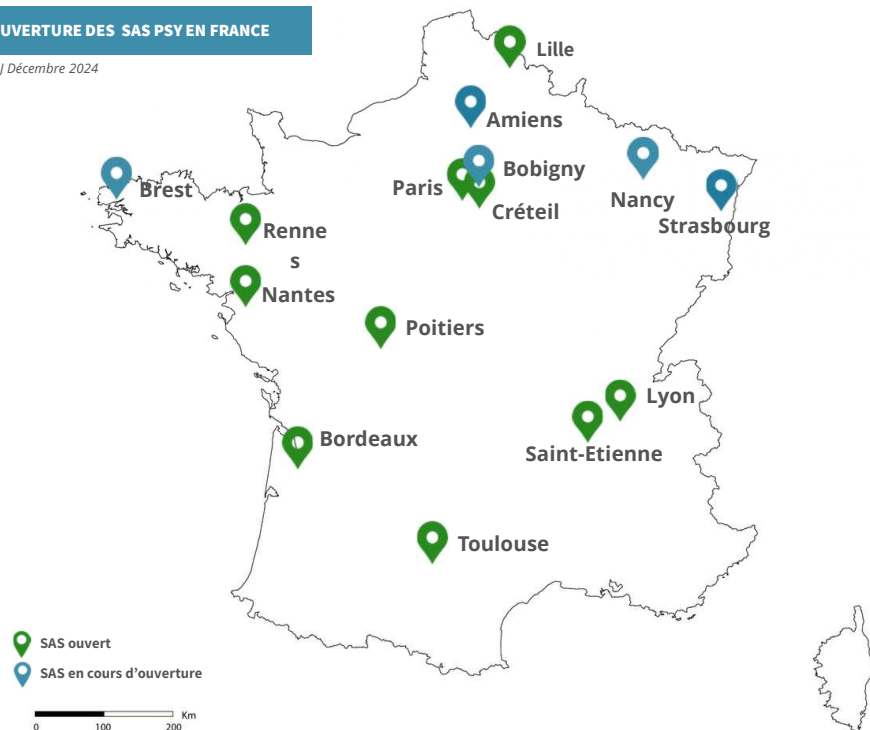 UVERTURE DES SAS PSY EN FRANCE
J Décembre 2024
Lille
Amiens
Bobigny
Paris
Créteil
Brest
Nancy
Strasbourg
Renne
s
Nantes
Poitiers
Lyon
Saint-Etienne
Bordeaux
Toulouse
SAS ouvert
SAS en cours d'ouverture
Km
0 100 200